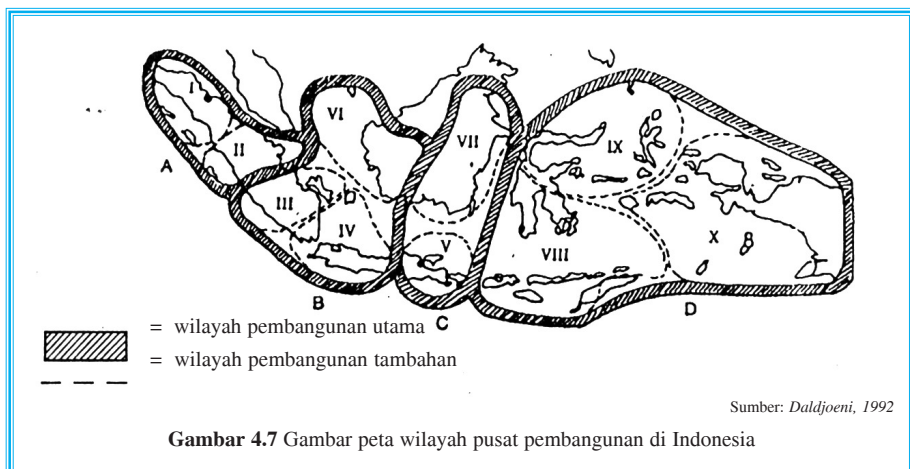 I
II
A
VI
III
IV
B
VII
V
C
IX
VIII
X
D
= wilayah pembangunan utama
= wilayah pembangunan tambahan
Sumber: Daldjoeni, 1992
Gambar 4.7 Gambar peta wilayah pusat pembangunan di Indonesia